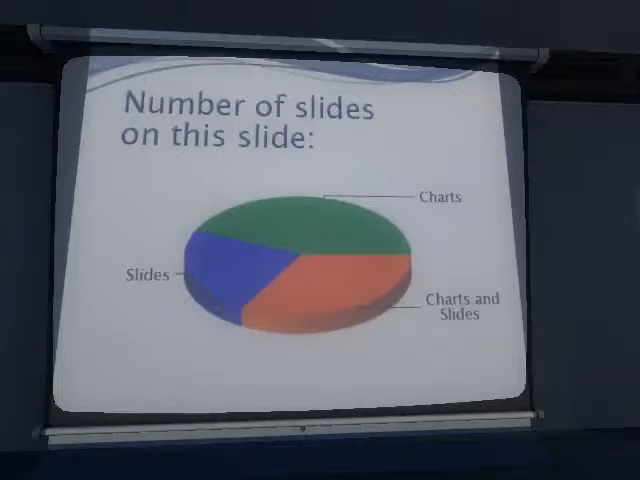 Number of slides
on this slide:
Charts
Slides
Charts and
Slides